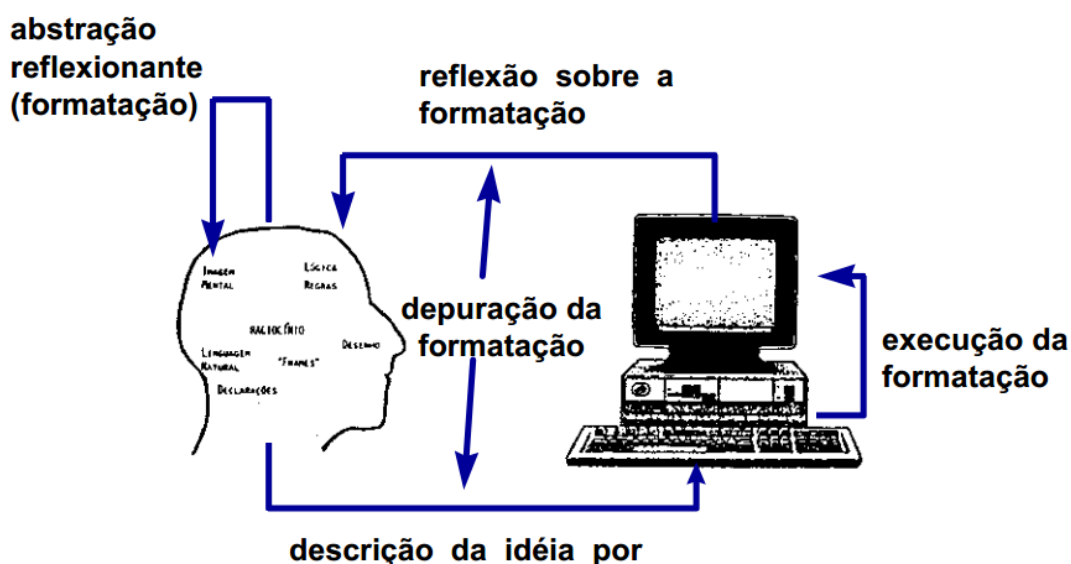 abstração
reflexionante
(formatação)
reflexão sobre a
formatação
IMAGEM
MENTAL
LÓGICA
REGRAS
RACIOCÍNIO
DESENHO
LINGUAGEM
NATURAL
"FRAMES"
DECLARAÇÕES
depuração da
formatação
execução da
formatação
descrição da idéia por